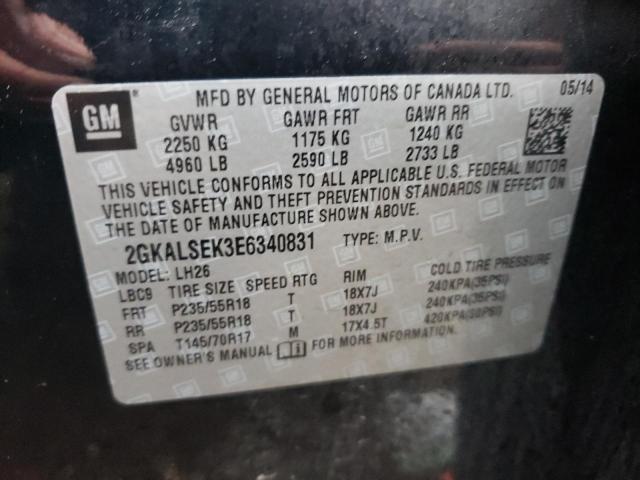 GM ® MFD BY GENERAL MOTORS OF CANADA LTD. 05/14
GVWR GAWR FRT GAWR RR
2250 KG 1175 KG 1240 KG
4960 LB 2590 LB 2733 LB
THIS VEHICLE CONFORMS TO ALL APPLICABLE U.S. FEDERAL MOTOR
VEHICLE SAFETY AND THEFT PREVENTION STANDARDS IN EFFECT ON
THE DATE OF MANUFACTURE SHOWN ABOVE.
2GKALSEK3E6340831 TYPE: M.P.V.
MODEL: LH26
LBC9 TIRE SIZE SPEED RTG RIM COLD TIRE PRESSURE
FRT P235/55R18 T 18X7J 240KPA(35PSI)
RR P235/55R18 T 18X7J 240KPA(35PSI)
SPA T145/70R17 M 17X4.5T 420KPA(60PSI)
SEE OWNER'S MANUAL FOR MORE INFORMATION.